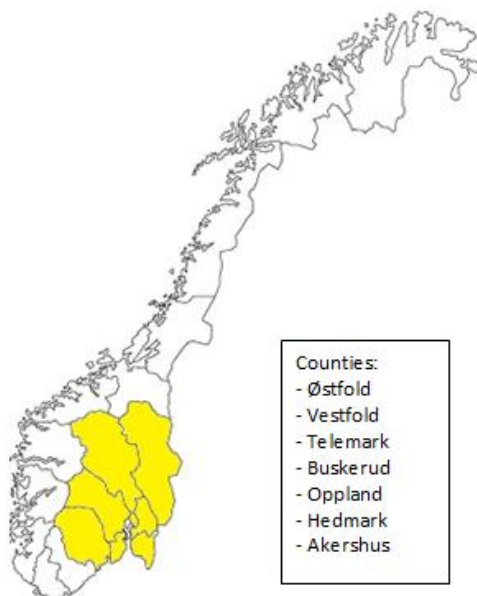 Counties:
- Østfold
- Vestfold
- Telemark
- Buskerud
- Oppland
- Hedmark
- Akershus